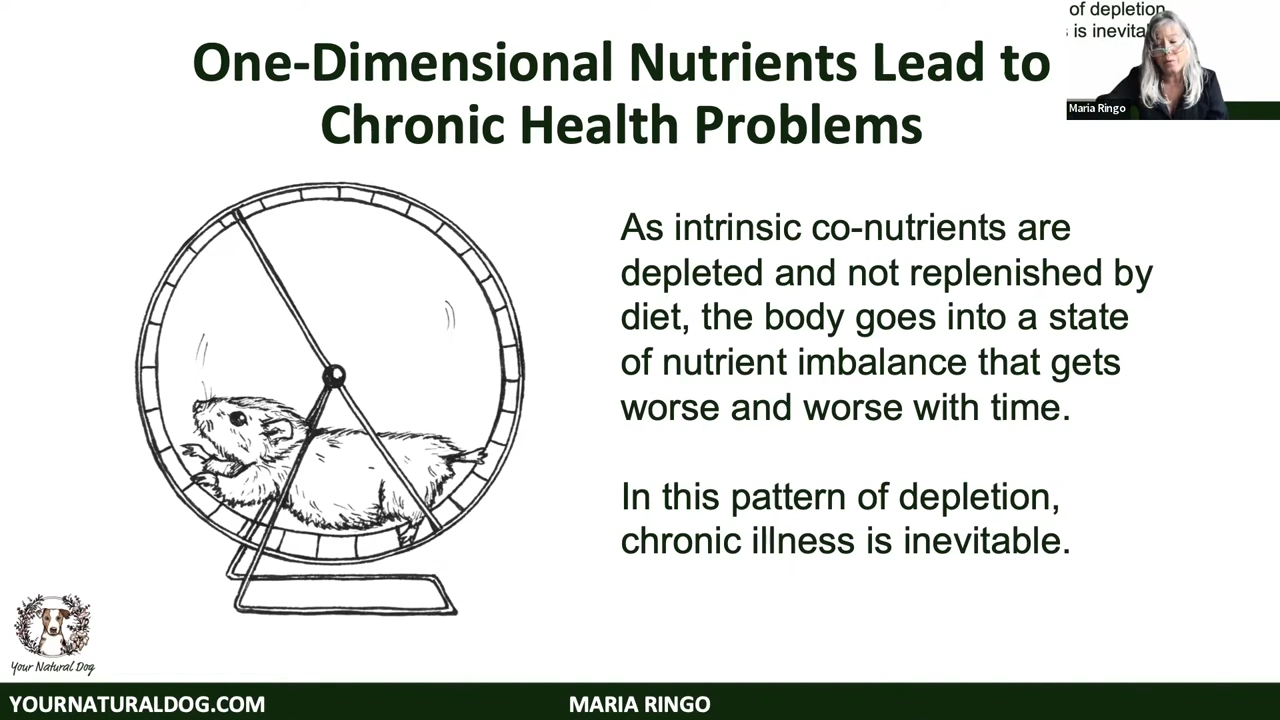 One-Dimensional Nutrients Lead to
Chronic Health Problems
of depletion
is inevita
Maria Ringo
As intrinsic co-nutrients are
depleted and not replenished by
diet, the body goes into a state
of nutrient imbalance that gets
worse and worse with time.
In this pattern of depletion,
chronic illness is inevitable.
Your Natural Dog
YOURNATURALDOG.COM
MARIA RINGO